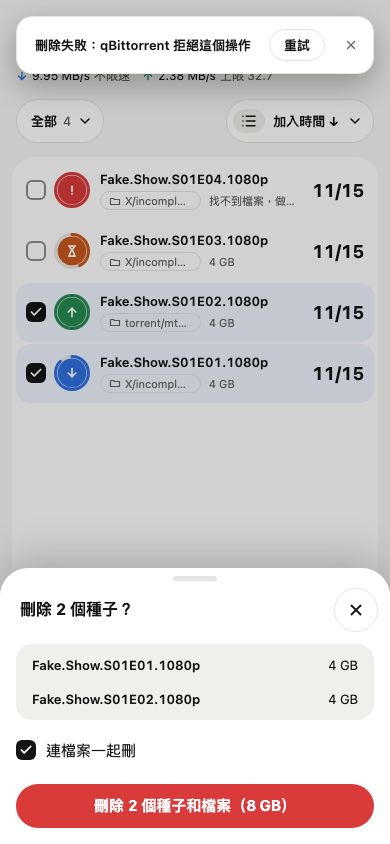 刪除失敗：qBittorrent 拒絕這個操作 重試
9.95 MB/s 不限速 2.38 MB/s 上限 32.7
全部 4 加入時間
Fake.Show.S01E04.1080p
X/incompl... 找不到檔案，做... 11/15
Fake.Show.S01E03.1080p
X/incompl... 4 GB 11/15
Fake.Show.S01E02.1080p
torrent/mt... 4 GB 11/15
Fake.Show.S01E01.1080p
X/incompl... 4 GB 11/15
刪除 2 個種子？
Fake.Show.S01E01.1080p 4 GB
Fake.Show.S01E02.1080p 4 GB
連檔案一起刪
刪除 2 個種子和檔案（8 GB）